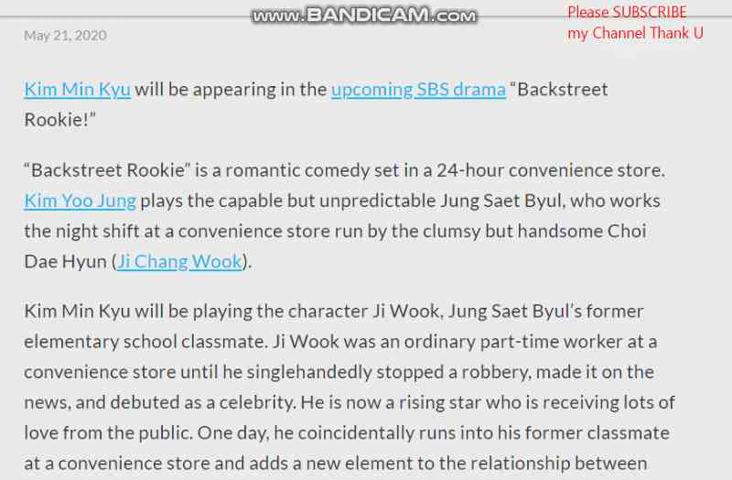 www.BANDICAM.com
Please SUBSCRIBE
my Channel Thank U
May 21, 2020
Kim Min Kyu will be appearing in the upcoming SBS drama “Backstreet
Rookie!”
“Backstreet Rookie” is a romantic comedy set in a 24-hour convenience store.
Kim Yoo Jung plays the capable but unpredictable Jung Saet Byul, who works
the night shift at a convenience store run by the clumsy but handsome Choi
Dae Hyun (Ji Chang Wook).
Kim Min Kyu will be playing the character Ji Wook, Jung Saet Byul’s former
elementary school classmate. Ji Wook was an ordinary part-time worker at a
convenience store until he singlehandedly stopped a robbery, made it on the
news, and debuted as a celebrity. He is now a rising star who is receiving lots of
love from the public. One day, he coincidentally runs into his former classmate
at a convenience store and adds a new element to the relationship between